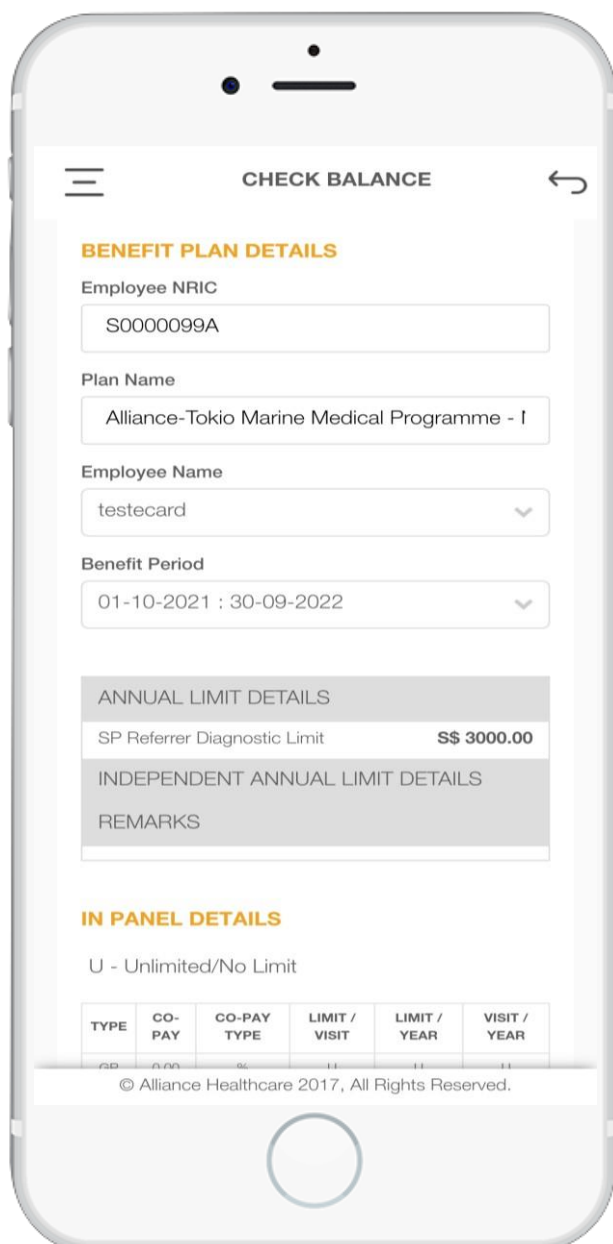 CHECK BALANCE
BENEFIT PLAN DETAILS
Employee NRIC
S0000099A
Plan Name
Alliance-Tokio Marine Medical Programme -
Employee Name
testecard
Benefit Period
01-10-2021 : 30-09-2022
ANNUAL LIMIT DETAILS
SP Referrer Diagnostic Limit S$ 3000.00
INDEPENDENT ANNUAL LIMIT DETAILS
REMARKS
IN PANEL DETAILS
U - Unlimited/No Limit
TYPE CO-PAY CO-PAY TYPE LIMIT / VISIT LIMIT / YEAR VISIT / YEAR
GP 0.00 % U U U
© Alliance Healthcare 2017, All Rights Reserved.